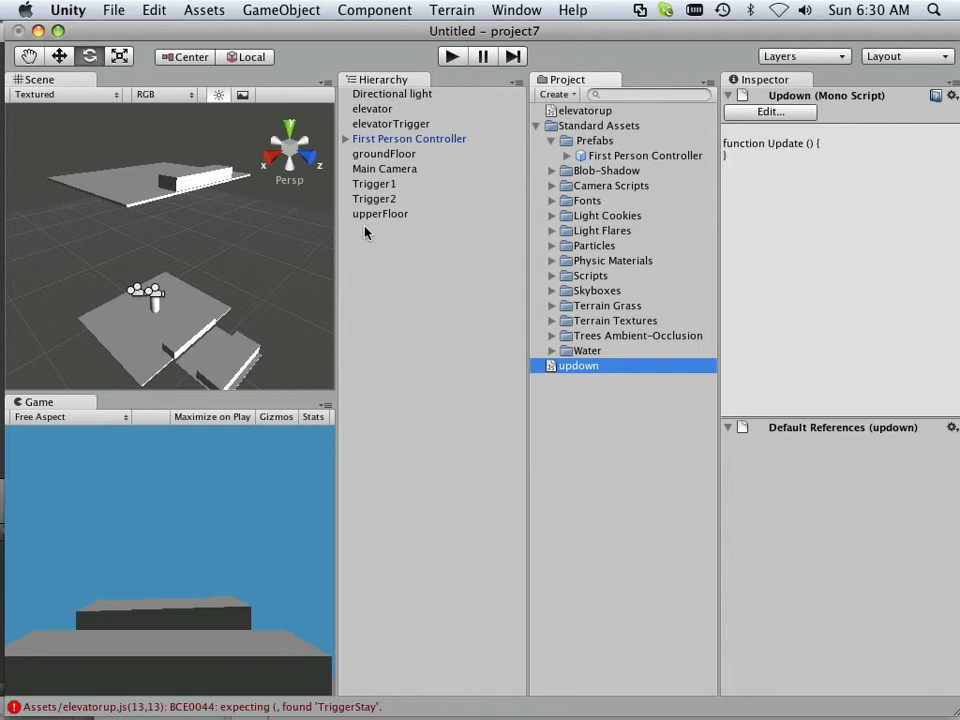 Unity File Edit Assets GameObject Component Terrain Window Help Sun 6:30 AM
Untitled - project7
Center Local Layers Layout
Scene
Textured RGB
y
x z
Persp
Game
Free Aspect Maximize on Play Gizmos Stats
Hierarchy
Directional light
elevator
elevatorTrigger
First Person Controller
groundFloor
Main Camera
Trigger1
Trigger2
upperFloor
Project
Create
elevatorup
Standard Assets
Prefabs
First Person Controller
Blob-Shadow
Camera Scripts
Fonts
Light Cookies
Light Flares
Particles
Physic Materials
Scripts
Skyboxes
Terrain Grass
Terrain Textures
Trees Ambient-Occlusion
Water
updown
Inspector
Updown (Mono Script)
Edit...
function Update () {
}
Default References (updown)
Assets/elevatorup.js(13,13): BCE0044: expecting (, found 'TriggerStay'.